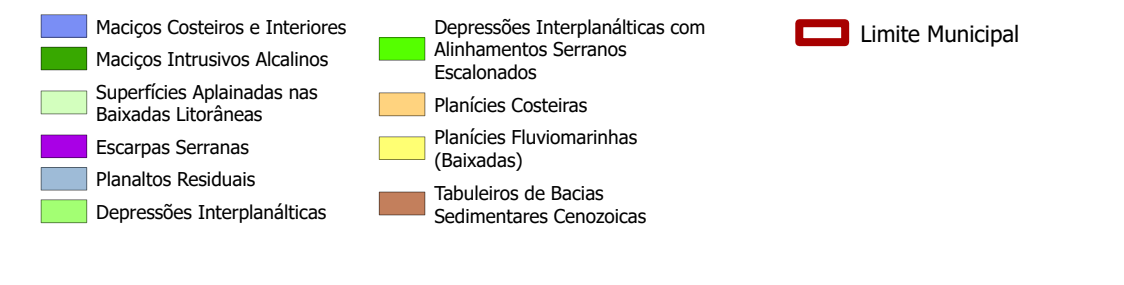 Maciços Costeiros e Interiores
Maciços Intrusivos Alcalinos
Superfícies Aplainadas nas
Baixadas Litorâneas
Escarpas Serranas
Planaltos Residuais
Depressões Interplanálticas
Depressões Interplanálticas com
Alinhamentos Serranos
Escalonados
Planícies Costeiras
Planícies Fluviomarinhas
(Baixadas)
Tabuleiros de Bacias
Sedimentares Cenozoicas
Limite Municipal